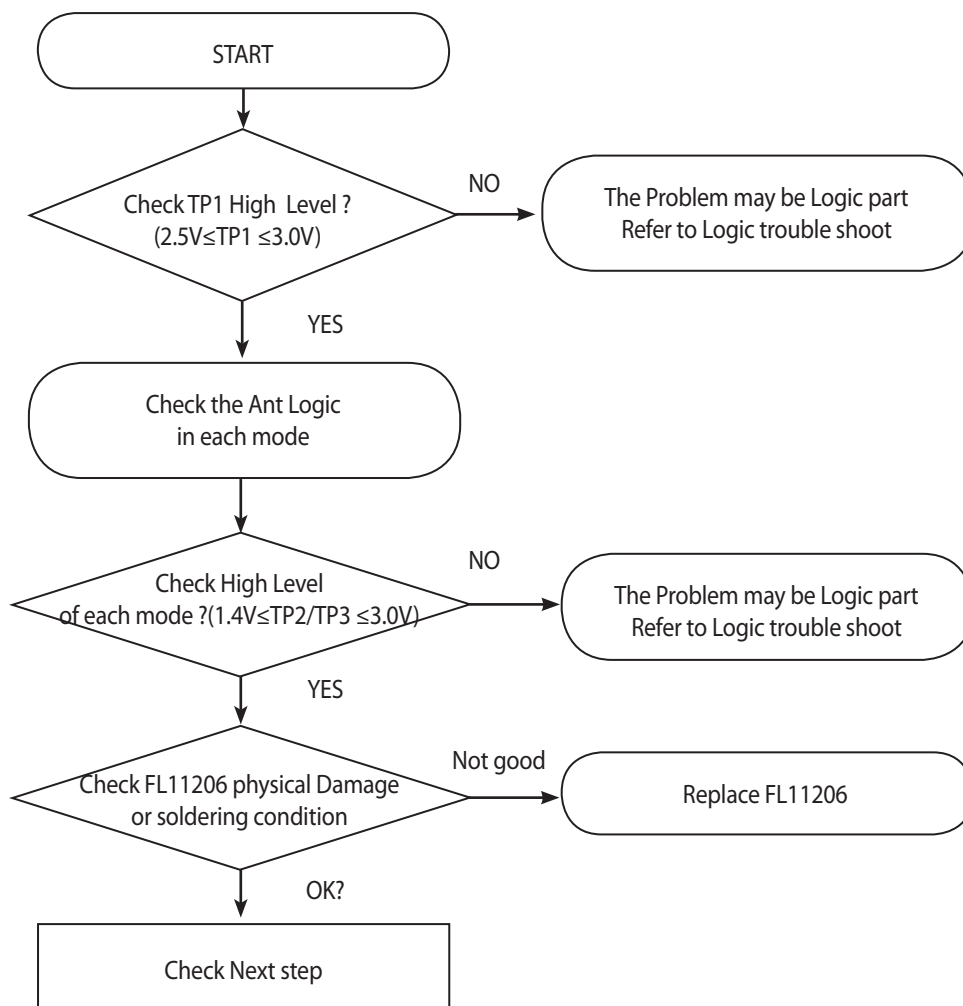 START
Check TP1 High Level ?
(2.5V≤TP1 ≤3.0V)
NO
The Problem may be Logic part
Refer to Logic trouble shoot
YES
Check the Ant Logic
in each mode
Check High Level
of each mode ?(1.4V≤TP2/TP3 ≤3.0V)
NO
The Problem may be Logic part
Refer to Logic trouble shoot
YES
Check FL11206 physical Damage
or soldering condition
Not good
Replace FL11206
OK?
Check Next step